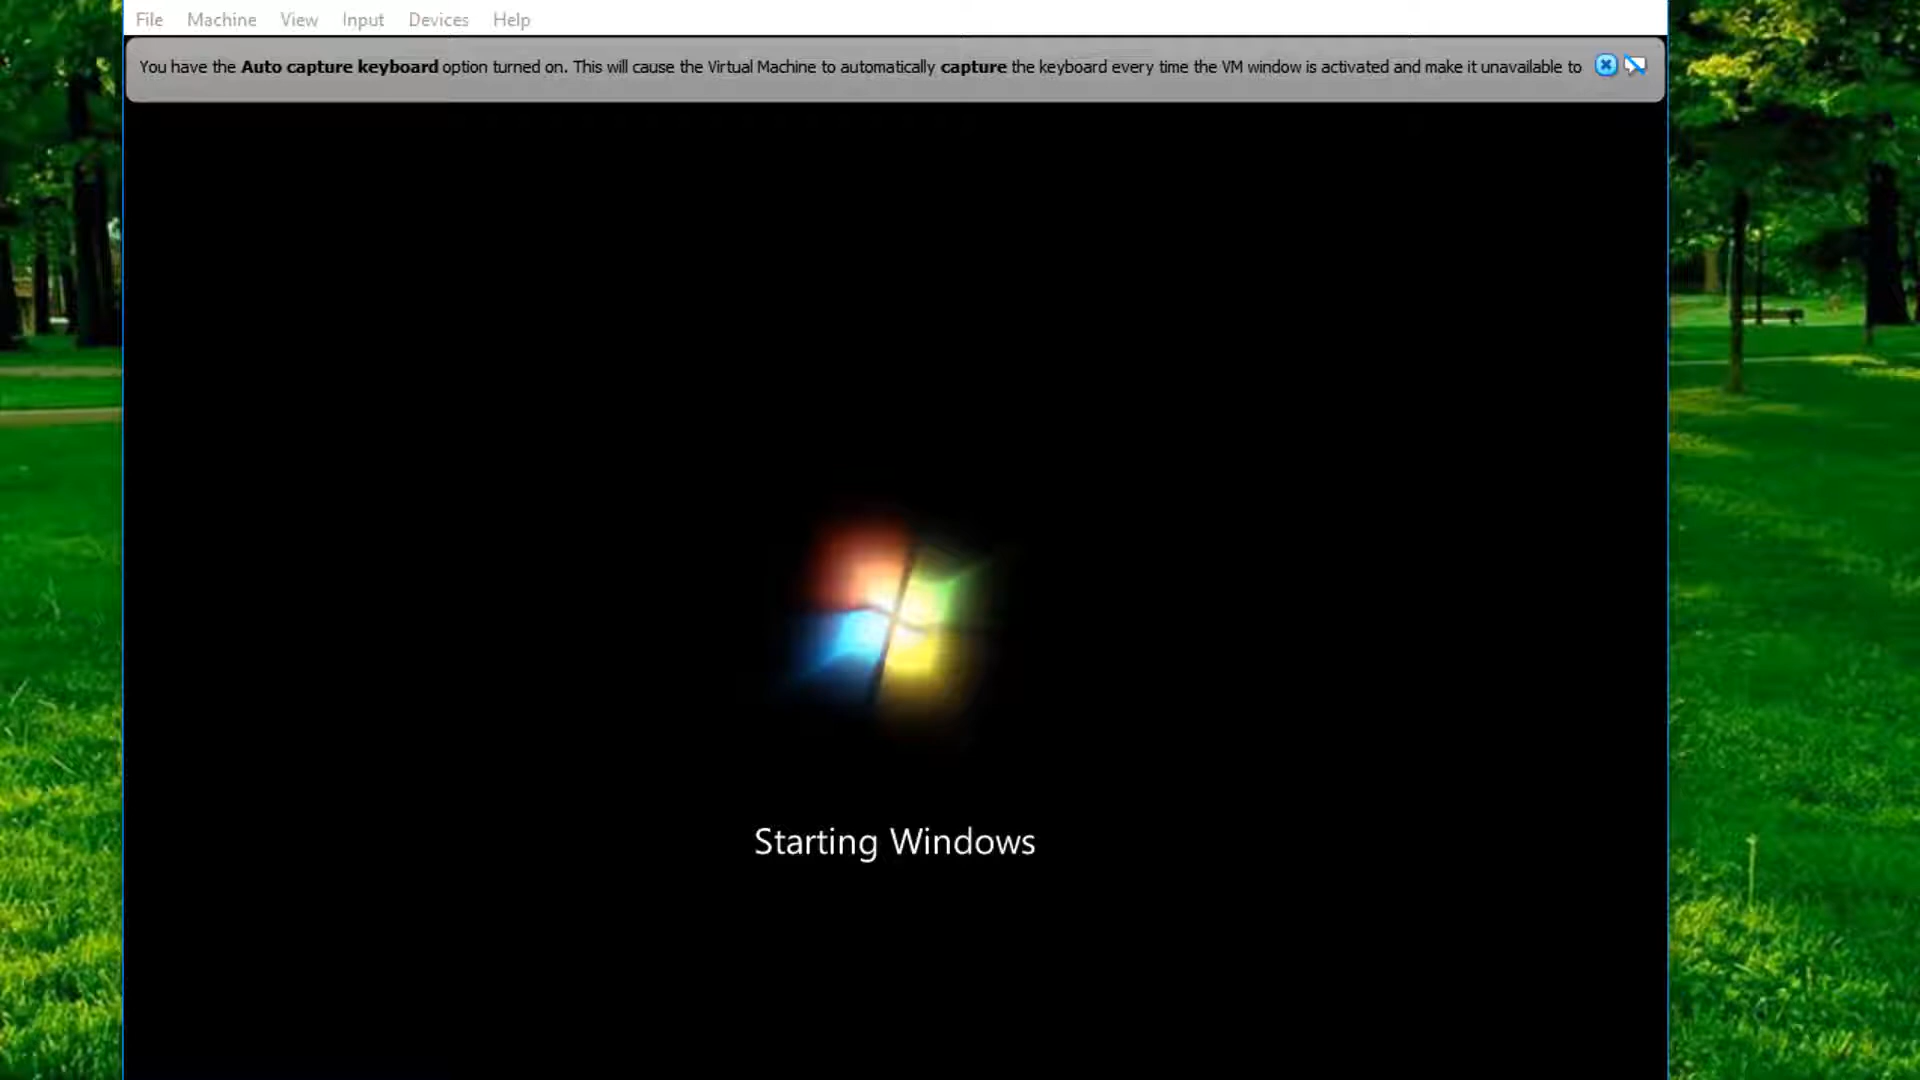 File Machine View Input Devices Help
You have the Auto capture keyboard option turned on. This will cause the Virtual Machine to automatically capture the keyboard every time the VM window is activated and make it unavailable to
Starting Windows